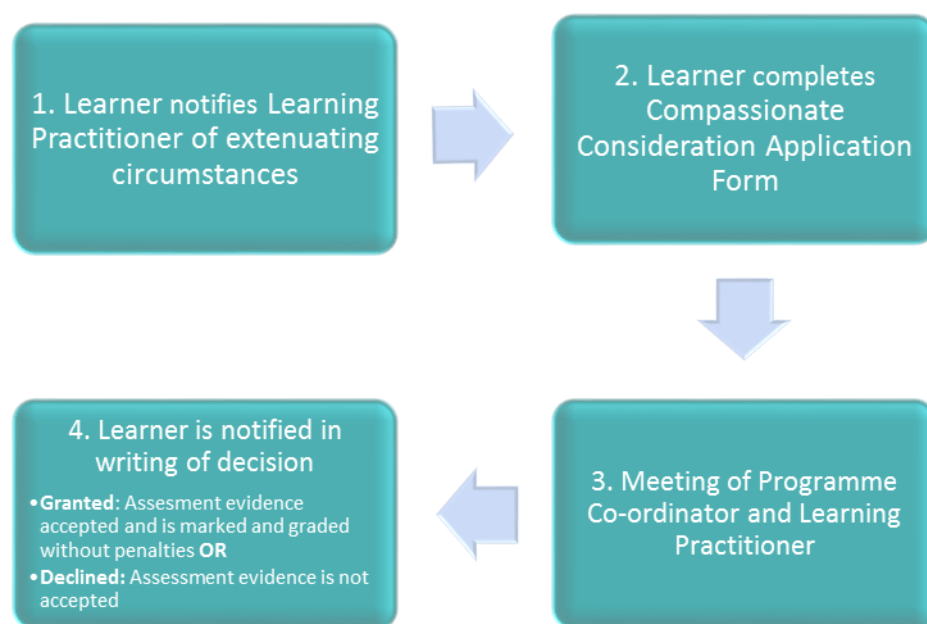 1. Learner notifies Learning
Practitioner of extenuating
circumstances
2. Learner completes
Compassionate
Consideration Application
Form
3. Meeting of Programme
Co-ordinator and Learning
Practitioner
4. Learner is notified in
writing of decision
•Granted: Assesment evidence
accepted and is marked and graded
without penalties OR
•Declined: Assessment evidence is not
accepted